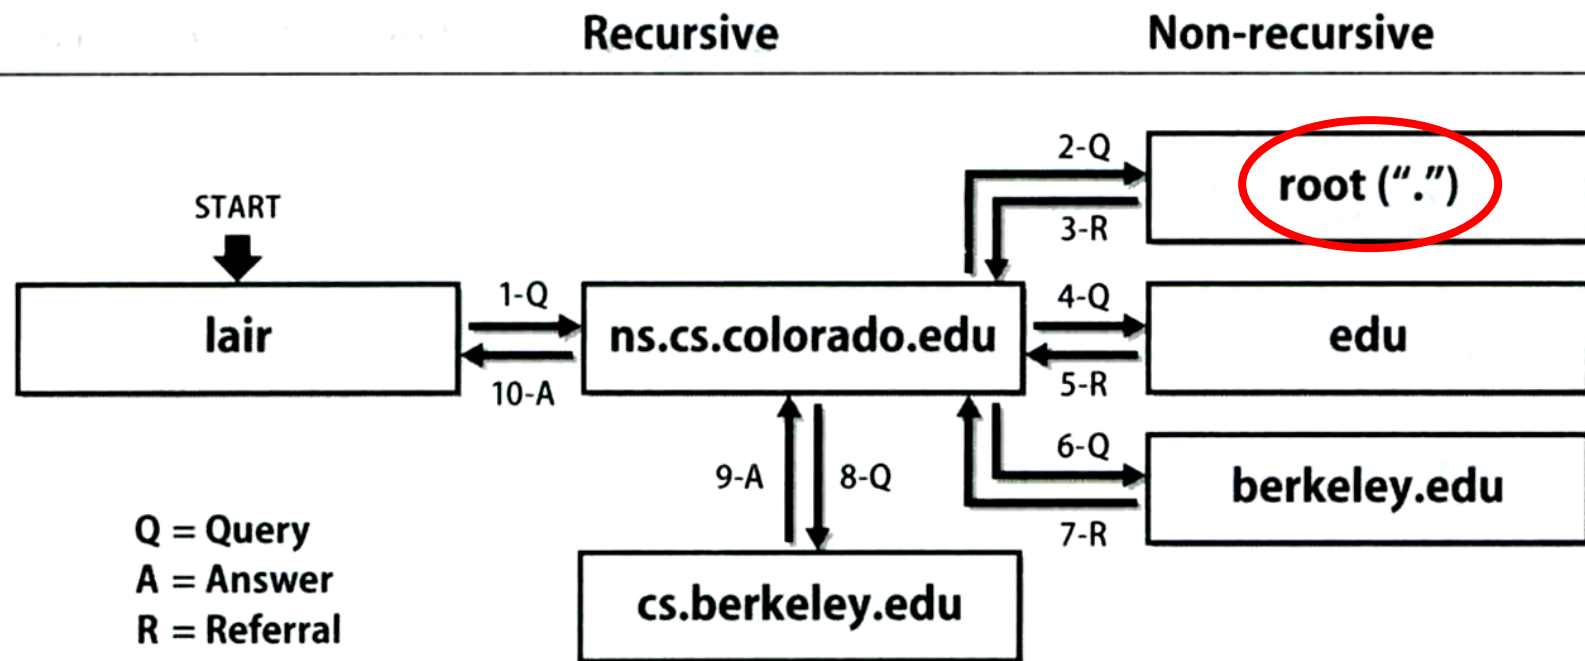 Recursive
Non-recursive
START
2-Q
root (“.”)
3-R
lair
1-Q
10-A
ns.cs.colorado.edu
4-Q
5-R
edu
9-A
8-Q
6-Q
7-R
berkeley.edu
cs.berkeley.edu
Q = Query
A = Answer
R = Referral